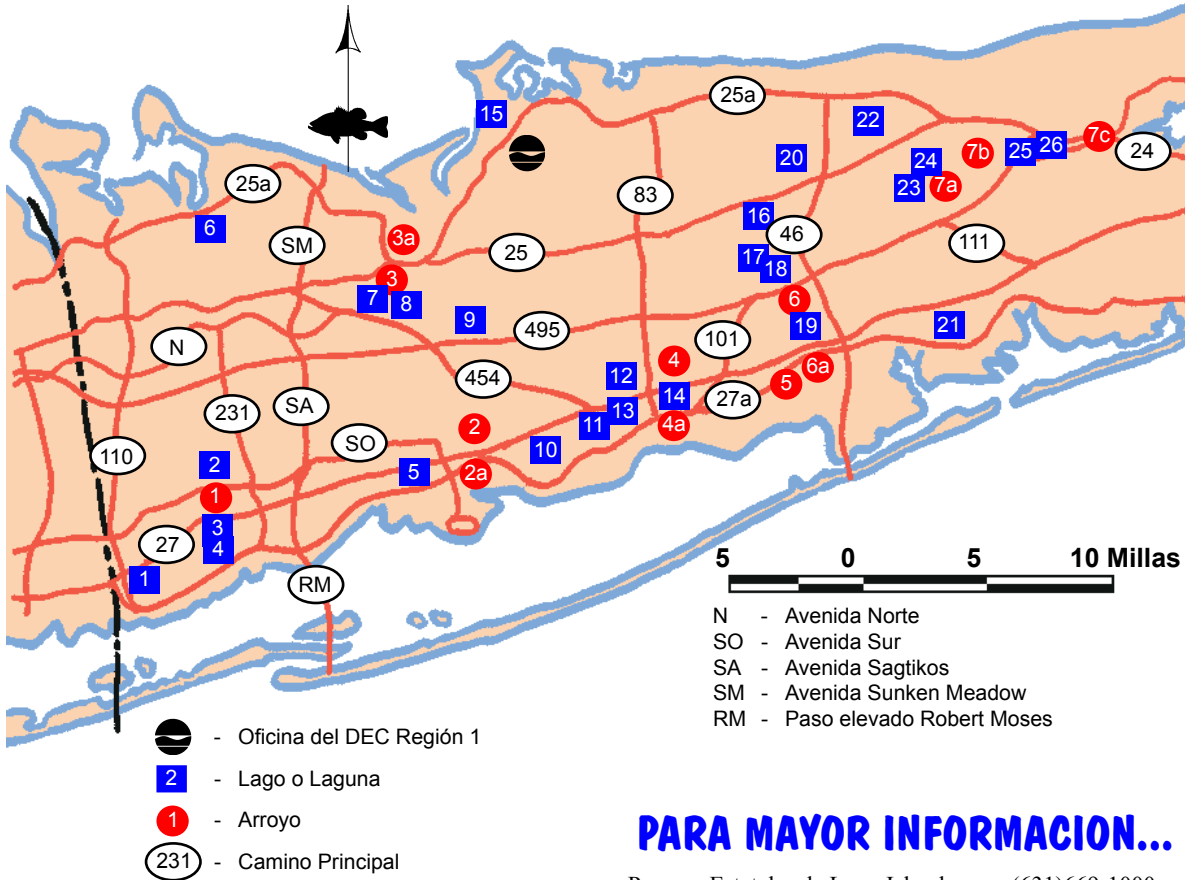 25a
15
22
20
24
7b
25
26
7c
24
23
7a
83
25a
6
SM
3a
25
16
46
111
17
18
3
7
8
6
9
495
19
21
N
101
4
6a
454
12
5
231
SA
14
27a
13
11
4a
2
SO
10
110
2
5
2a
1
3
27
4
1
RM
5 0 5 10 Millas
N - Avenida Norte
SO - Avenida Sur
SA - Avenida Sagtikos
SM - Avenida Sunken Meadow
RM - Paso elevado Robert Moses
- Oficina del DEC Región 1
2 - Lago o Laguna
1 - Arroyo
231 - Camino Principal
PARA MAYOR INFORMACION...